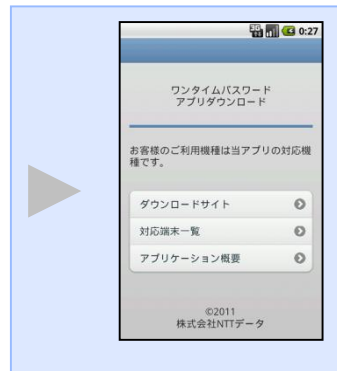 3G
0:27
ワンタイムパスワード
アプリダウンロード
お客様のご利用機種は当アプリの対応機
種です。
ダウンロードサイト
対応端末一覧
アプリケーション概要
©2011
株式会社NTTデータ